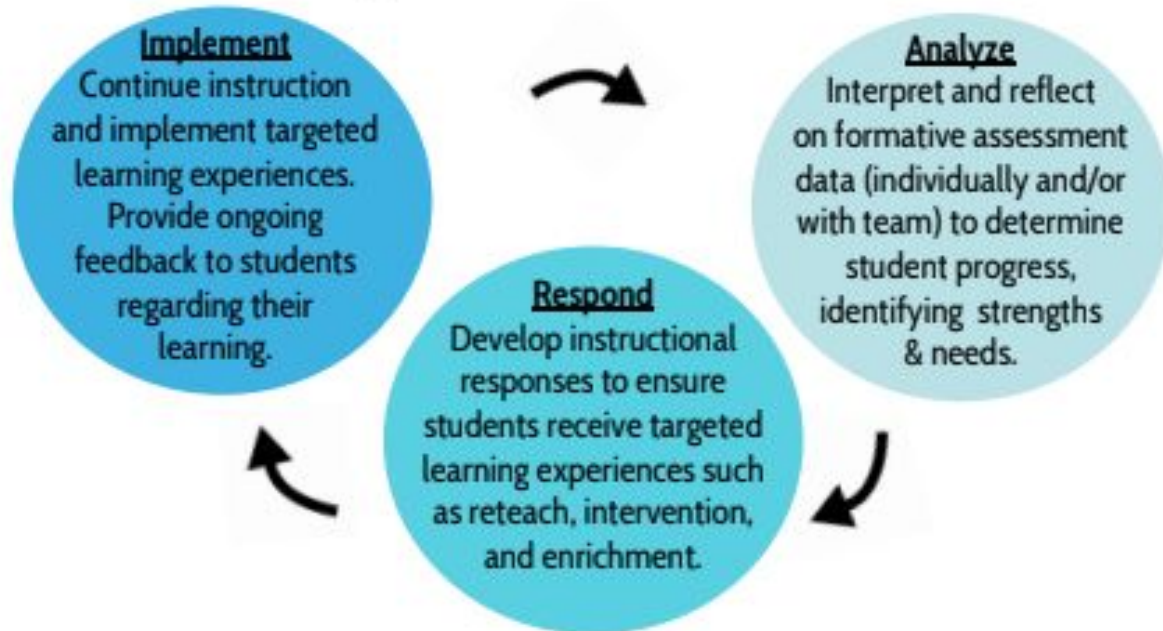 Implement
Continue instruction
and implement targeted
learning experiences.
Provide ongoing
feedback to students
regarding their
learning.
Analyze
Interpret and reflect
on formative assessment
data (individually and/or
with team) to determine
student progress,
identifying strengths
& needs.
Respond
Develop instructional
responses to ensure
students receive targeted
learning experiences such
as reteach, intervention,
and enrichment.